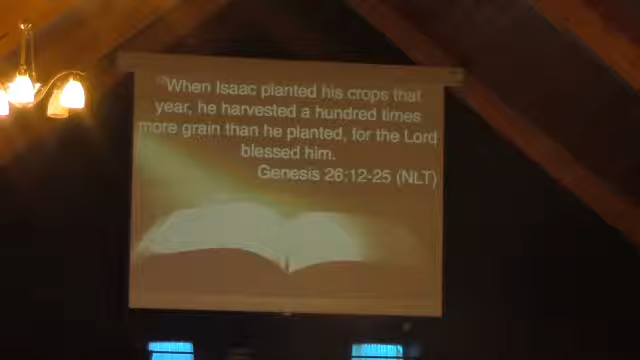 "When Isaac planted his crops that
year, he harvested a hundred times
more grain than he planted, for the Lord
blessed him.
Genesis 26:12-25 (NLT)